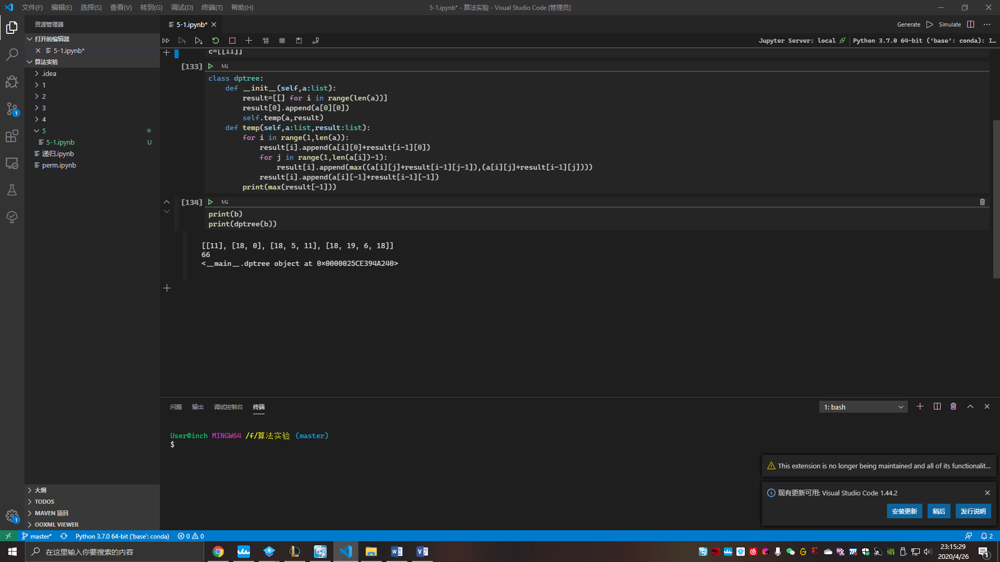 文件(F) 编辑(E) 选择(S) 查看(V) 转到(G) 调试(D) 终端(T) 帮助(H)
5-1.ipynb* - 算法实验 - Visual Studio Code [管理员]
资源管理器
打开的编辑器
5-1.ipynb*
算法实验
.idea
1
2
3
4
5
5-1.ipynb U
递归.ipynb
perm.ipynb
大纲
TODOS
MAVEN 项目
OOXML VIEWER
1
1
5-1.ipynb*
Generate Simulate
Jupyter Server: local Python 3.7.0 64-bit ('base': conda): I...
c=[[11]]
[133] M↓
class dptree:
    def __init__(self,a:list):
        result=[[] for i in range(len(a))]
        result[0].append(a[0][0])
        self.temp(a,result)
    def temp(self,a:list,result:list):
        for i in range(1,len(a)):
            result[i].append(a[i][0]+result[i-1][0])
            for j in range(1,len(a[i])-1):
                result[i].append(max((a[i][j]+result[i-1][j-1]),(a[i][j]+result[i-1][j])))
            result[i].append(a[i][-1]+result[i-1][-1])
        print(max(result[-1]))
[134] M↓
print(b)
print(dptree(b))
[[11], [18, 0], [18, 5, 11], [18, 19, 6, 18]]
66
<__main__.dptree object at 0x0000025CE394A240>
问题 输出 调试控制台 终端
1: bash
User@inch MINGW64 /f/算法实验 (master)
$
This extension is no longer being maintained and all of its functionalit...
现有更新可用: Visual Studio Code 1.44.2
安装更新 稍后 发行说明
master* Python 3.7.0 64-bit ('base': conda) 0 0
2
在这里输入你要搜索的内容
23:15:29
2020/4/26
1